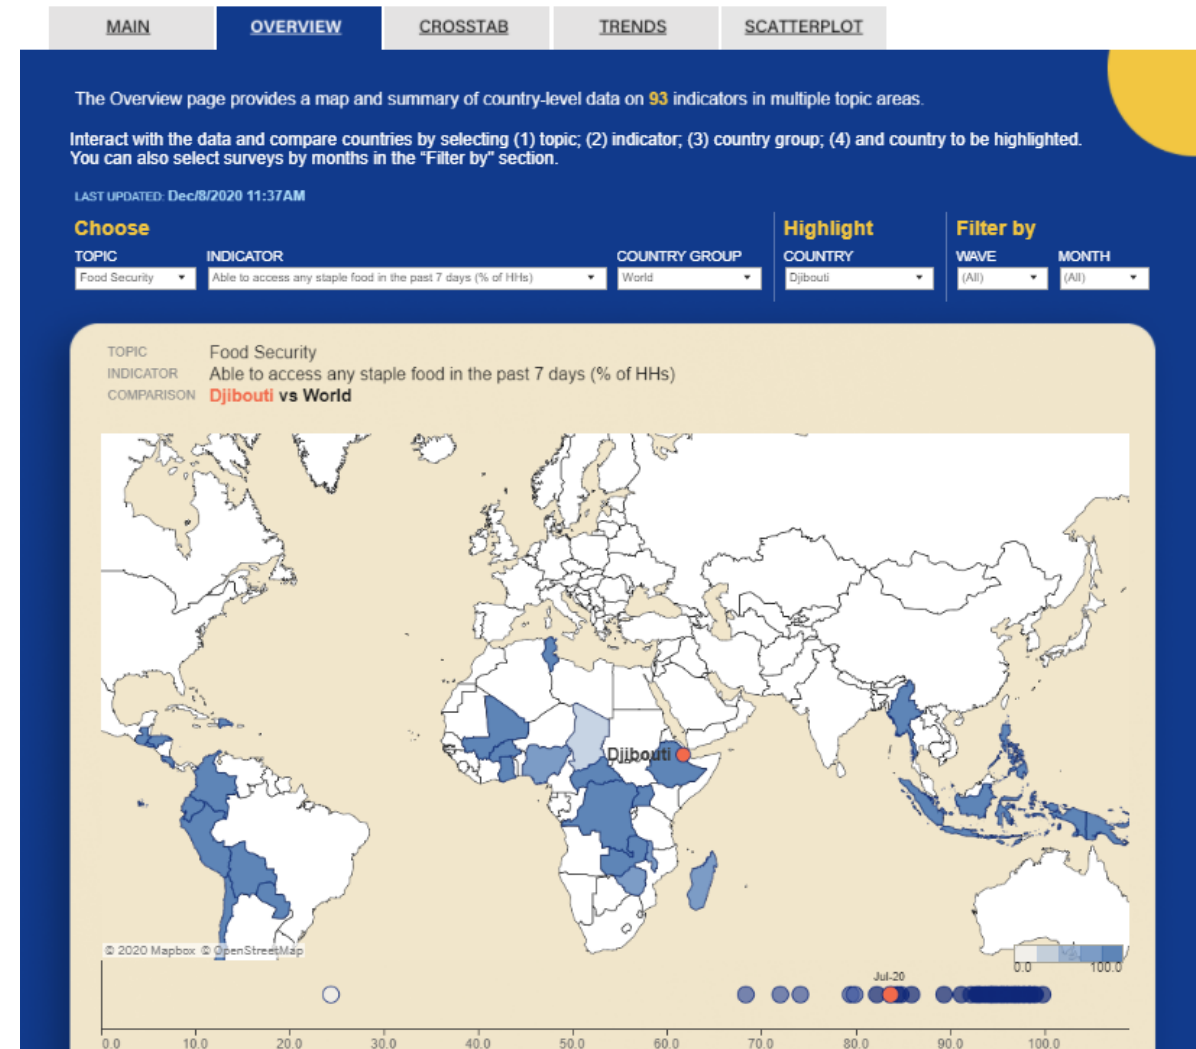 MAIN OVERVIEW CROSSTAB TRENDS SCATTERPLOT
The Overview page provides a map and summary of country-level data on 93 indicators in multiple topic areas.
Interact with the data and compare countries by selecting (1) topic; (2) indicator; (3) country group; (4) and country to be highlighted.
You can also select surveys by months in the "Filter by" section.
LAST UPDATED: Dec/8/2020 11:37AM
Choose Highlight Filter by
TOPIC INDICATOR COUNTRY GROUP COUNTRY WAVE MONTH
Food Security Able to access any staple food in the past 7 days (% of HHs) World Djibouti (All) (All)
TOPIC Food Security
INDICATOR Able to access any staple food in the past 7 days (% of HHs)
COMPARISON Djibouti vs World
Djibouti
© 2020 Mapbox © OpenStreetMap
0.0 100.0
Jul-20
0.0 10.0 20.0 30.0 40.0 50.0 60.0 70.0 80.0 90.0 100.0